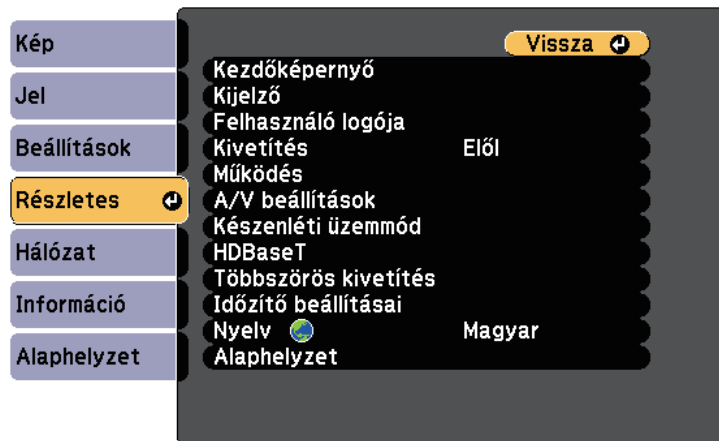 Kép
Jel
Beállítások
Részletes
Hálózat
Információ
Alaphelyzet
Vissza
Kezdőképernyő
Kijelző
Felhasználó logója
Kivetítés Elől
Működés
A/V beállítások
Készenléti üzemmód
HDBaseT
Többszörös kivetítés
Időzítő beállításai
Nyelv Magyar
Alaphelyzet